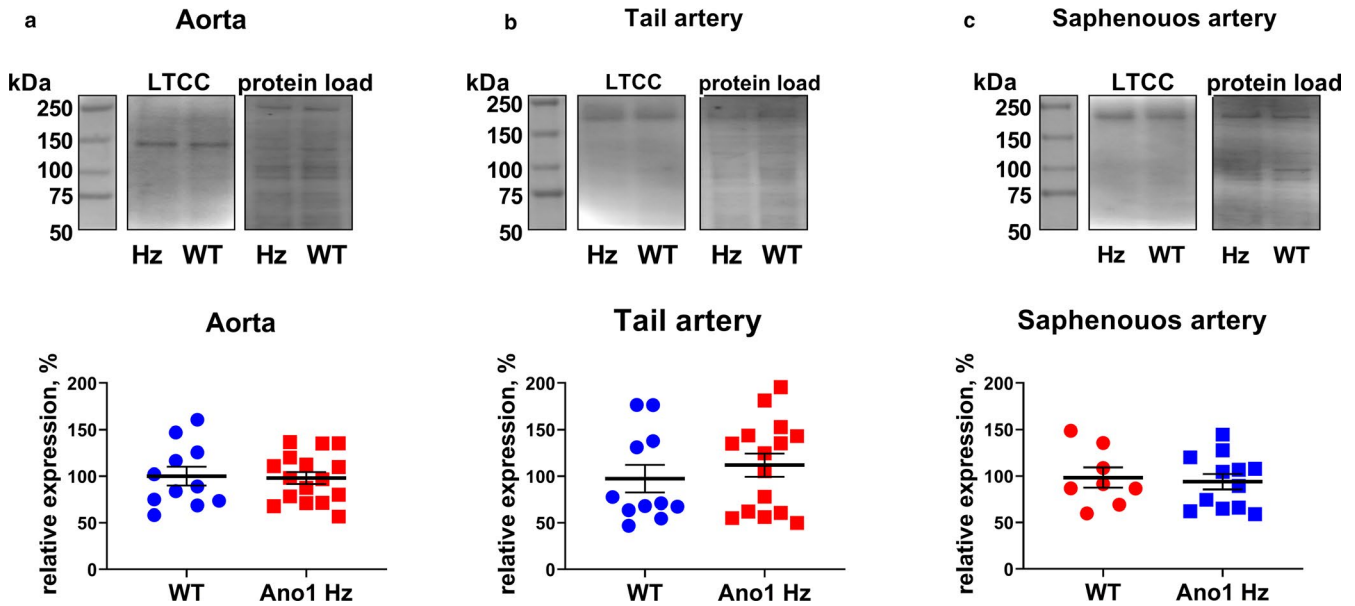 a
Aorta
kDa
LTCC
protein load
250
150
100
75
50
Hz WT
Hz WT
b
Tail artery
kDa
LTCC
protein load
250
150
100
75
50
Hz WT
Hz WT
c
Saphenouos artery
kDa
LTCC
protein load
250
150
100
75
50
Hz WT
Hz WT
Aorta
relative expression, %
200
150
100
50
0
WT
Ano1 Hz
Tail artery
relative expression, %
200
150
100
50
0
WT
Ano1 Hz
Saphenouos artery
relative expression, %
200
150
100
50
0
WT
Ano1 Hz